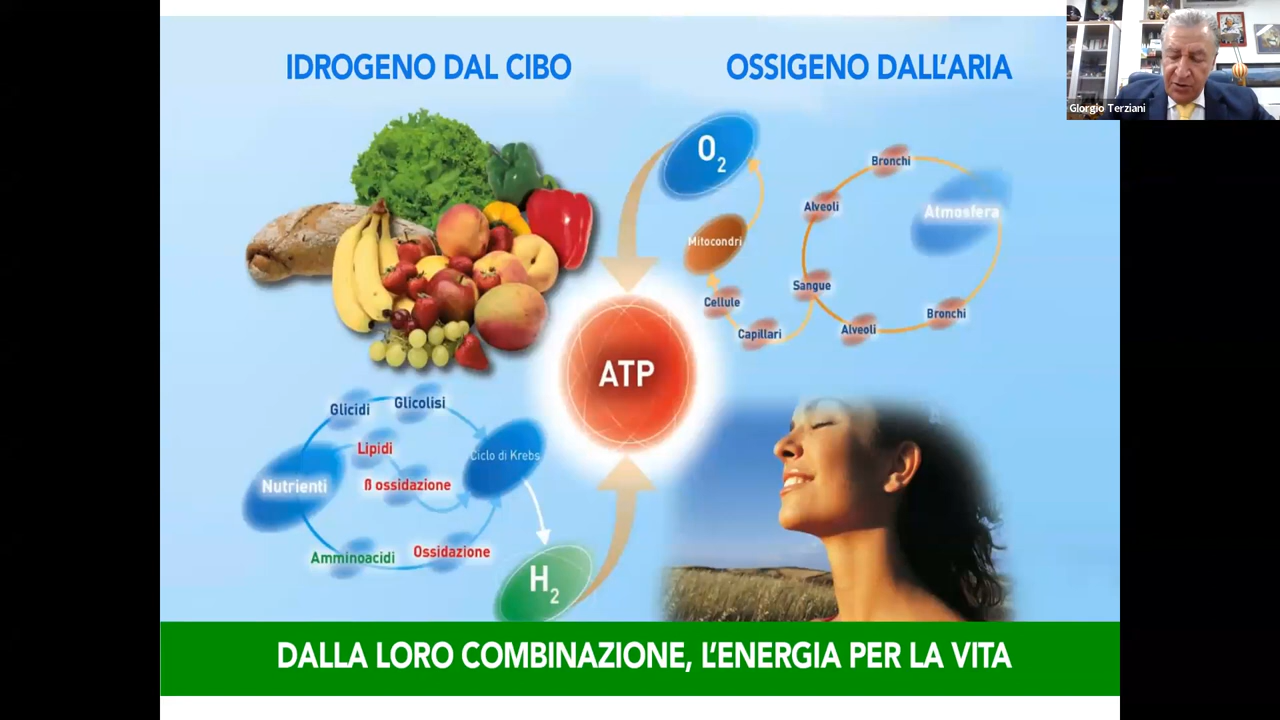 IDROGENO DAL CIBO
OSSIGENO DALL'ARIA
GIorgio Terziani
O2
Bronchi
Alveoli
Atmosfera
Mitocondri
Sangue
Cellule
Capillari
Alveoli
Bronchi
ATP
Glicidi
Glicolisi
Lipidi
Ciclo di Krebs
Nutrienti
ß ossidazione
Amminoacidi
Ossidazione
H2
DALLA LORO COMBINAZIONE, L'ENERGIA PER LA VITA